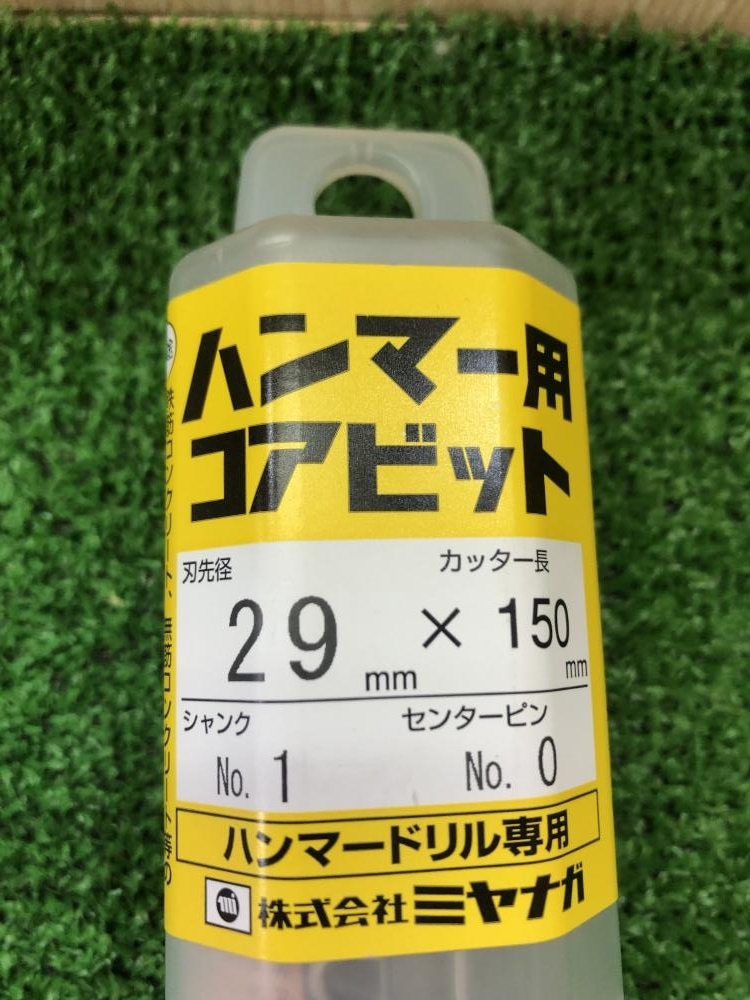 ハンマー用
コアビット
刃先径 カッター長
29 mm × 150 mm
シャンク センターピン
No. 1 No. 0
ハンマードリル専用
株式会社ミヤナガ